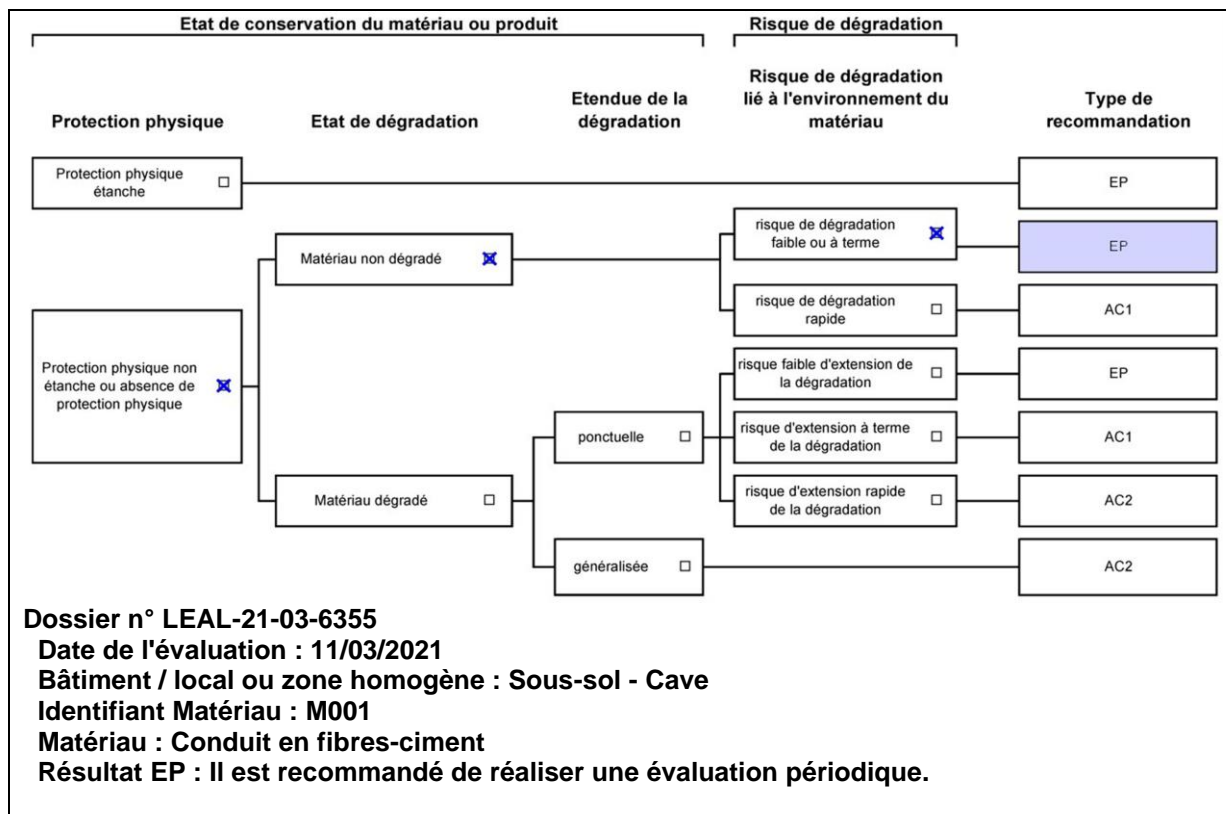 Etat de conservation du matériau ou produit
Risque de dégradation
Protection physique
Etat de dégradation
Etendue de la
dégradation
Risque de dégradation
lié à l'environnement du
matériau
Type de
recommandation
Protection physique
étanche
EP
Protection physique non
étanche ou absence de
protection physique
Matériau non dégradé
risque de dégradation
faible ou à terme
EP
risque de dégradation
rapide
AC1
Matériau dégradé
ponctuelle
risque faible d'extension de
la dégradation
EP
risque d'extension à terme
de la dégradation
AC1
risque d'extension rapide
de la dégradation
AC2
généralisée
AC2
Dossier n° LEAL-21-03-6355
Date de l'évaluation : 11/03/2021
Bâtiment / local ou zone homogène : Sous-sol - Cave
Identifiant Matériau : M001
Matériau : Conduit en fibres-ciment
Résultat EP : Il est recommandé de réaliser une évaluation périodique.